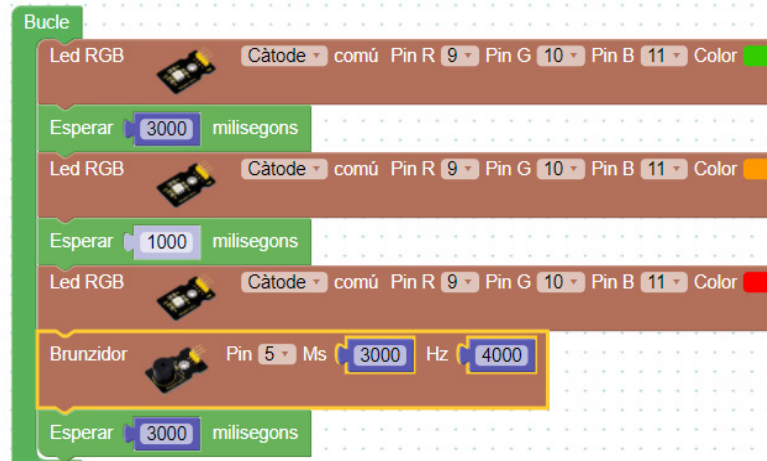 Bucle
Led RGB Càtode comú Pin R 9 Pin G 10 Pin B 11 Color
Esperar 3000 milisegons
Led RGB Càtode comú Pin R 9 Pin G 10 Pin B 11 Color
Esperar 1000 milisegons
Led RGB Càtode comú Pin R 9 Pin G 10 Pin B 11 Color
Brunzidor Pin 5 Ms 3000 Hz 4000
Esperar 3000 milisegons